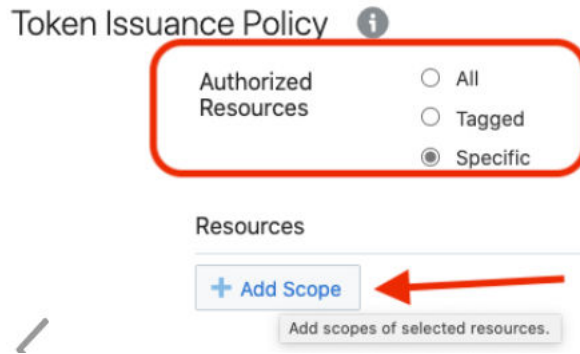 Token Issuance Policy
Authorized
Resources
All
Tagged
Specific
Resources
+ Add Scope
Add scopes of selected resources.